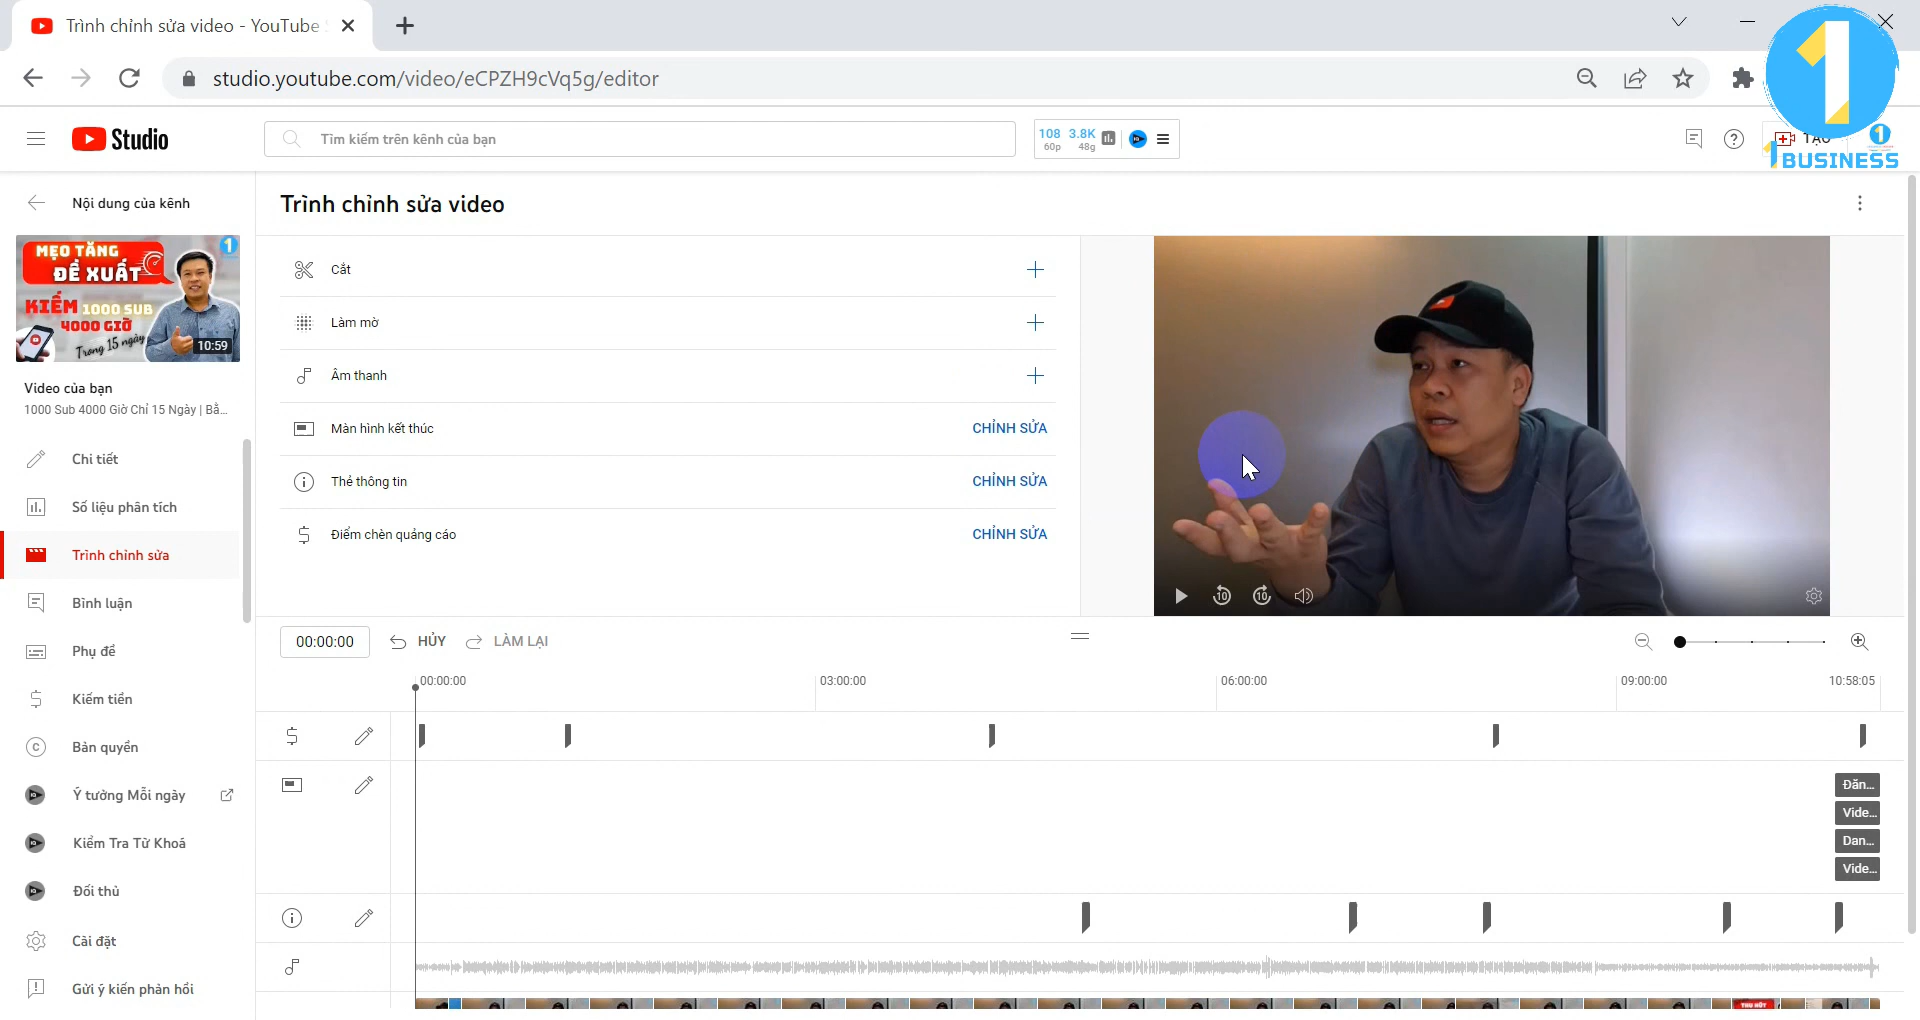 Trình chỉnh sửa video - YouTube
studio.youtube.com/video/eCPZH9cVq5g/editor
1
BUSINESS
Studio
Tìm kiếm trên kênh của bạn
108 3.8K
60p 48g
TẠO
Nội dung của kênh
Trình chỉnh sửa video
MẸO TĂNG
ĐỀ XUẤT
KIẾM 1000 SUB
4000 GIỜ
Trong 15 ngày
10:59
Video của bạn
1000 Sub 4000 Giờ Chỉ 15 Ngày | Bằ...
Chi tiết
Số liệu phân tích
Trình chỉnh sửa
Bình luận
Phụ đề
Kiếm tiền
Bản quyền
Ý tưởng Mỗi ngày
Kiểm Tra Từ Khoá
Đối thủ
Cài đặt
Gửi ý kiến phản hồi
Cắt
Làm mờ
Âm thanh
Màn hình kết thúc CHỈNH SỬA
Thẻ thông tin CHỈNH SỬA
Điểm chèn quảng cáo CHỈNH SỬA
10 10
00:00:00 HỦY LÀM LẠI
00:00:00 03:00:00 06:00:00 09:00:00 10:58:05
Đăn...
Vide...
Dan...
Vide...
THU HÚT